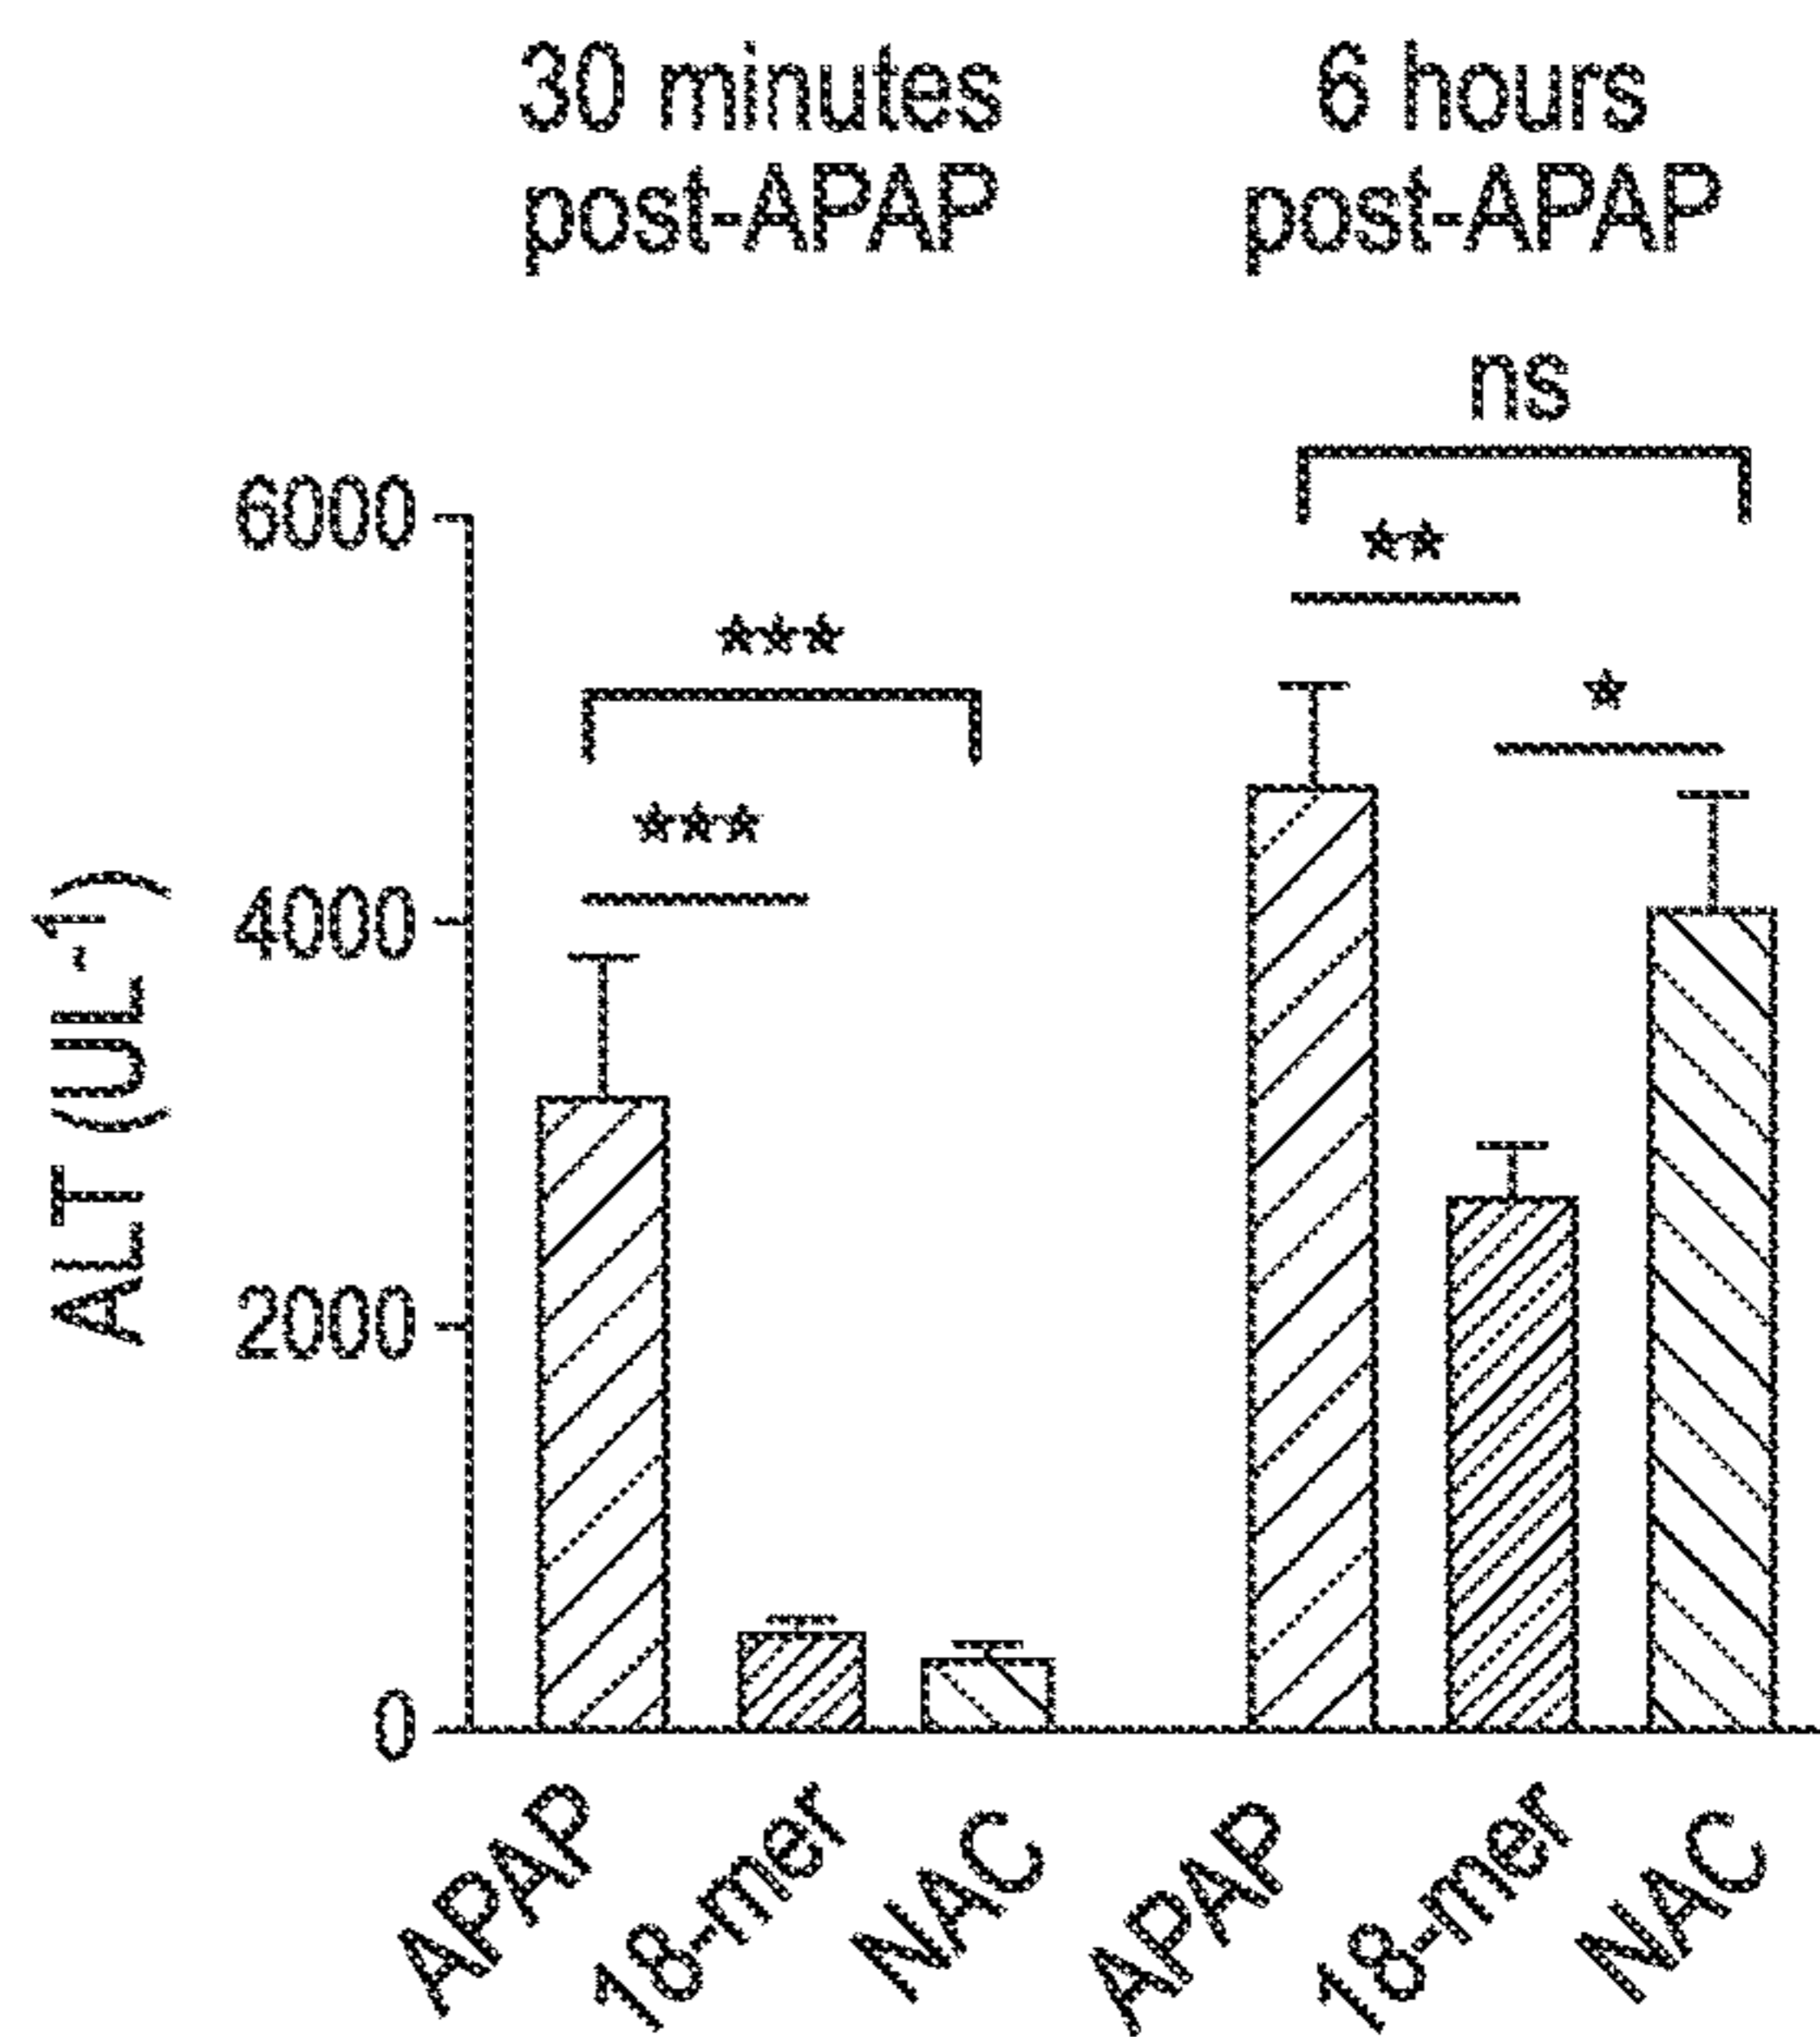 30 minutes
post-APAP
6 hours
post-APAP
ns
**
*
***
***
ALT (UL-1)
6000
4000
2000
0
APAP
18-mer
NAC
APAP
18-mer
NAC